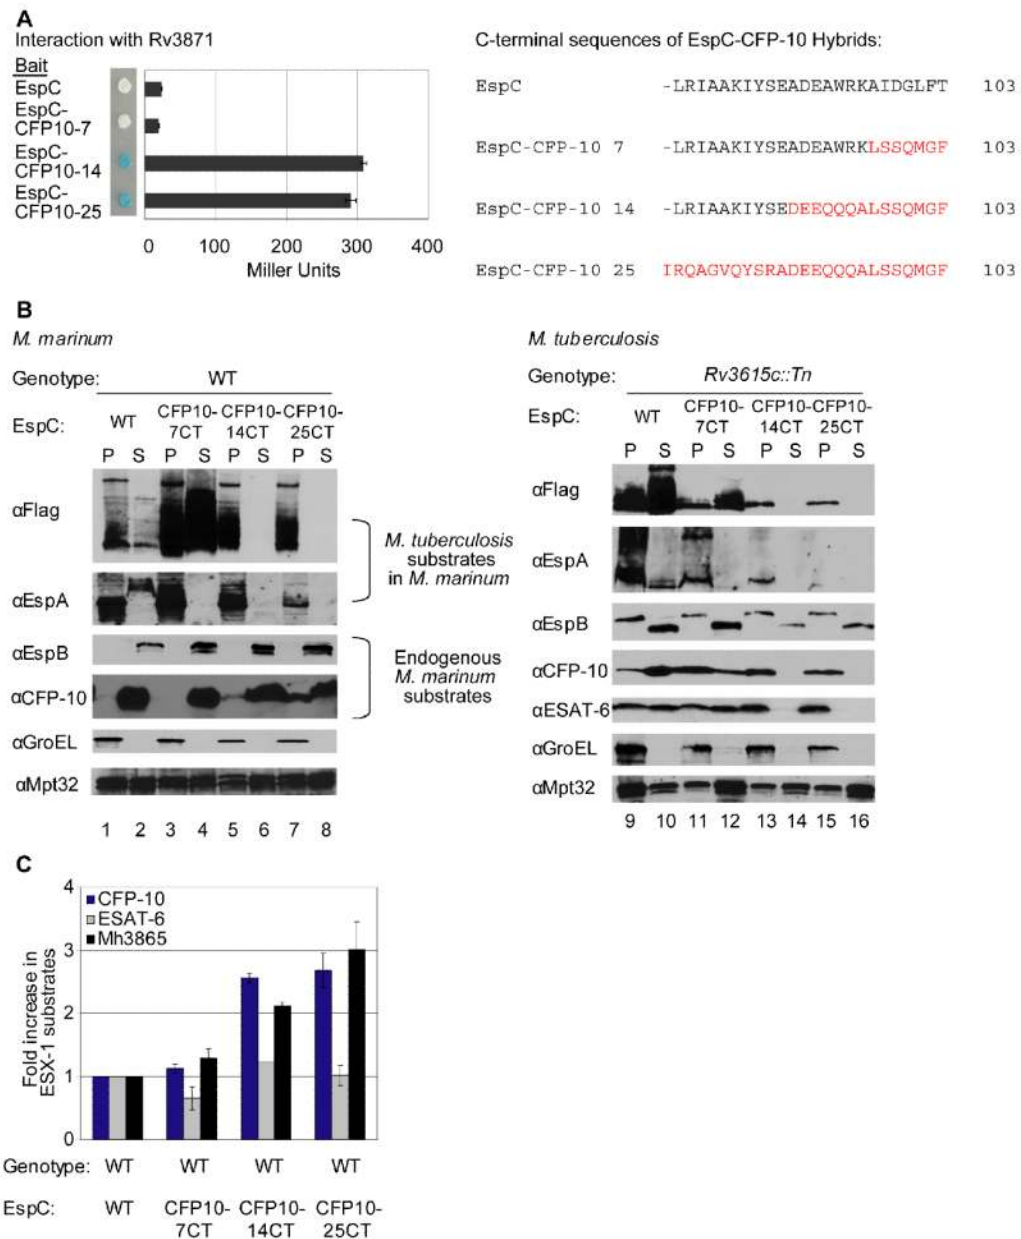 A
Interaction with Rv3871
Bait
EspC
EspC-
CFP10-7
EspC-
CFP10-14
EspC-
CFP10-25
0 100 200 300 400
Miller Units
C-terminal sequences of EspC-CFP-10 Hybrids:
EspC -LRIAAKIYSEADEAWRKAIDGLFT 103
EspC-CFP-10 7 -LRIAAKIYSEADEAWRKLSSQMGF 103
EspC-CFP-10 14 -LRIAAKIYSEDEEQQQALSSQMGF 103
EspC-CFP-10 25 IRQAGVQYSRADEEQQQALSSQMGF 103
B
M. marinum
Genotype: WT
EspC: WT CFP10-7CT CFP10-14CT CFP10-25CT
P S P S P S P S
αFlag
αEspA
αEspB
αCFP-10
αGroEL
αMpt32
1 2 3 4 5 6 7 8
M. tuberculosis
substrates
in M. marinum
Endogenous
M. marinum
substrates
M. tuberculosis
Genotype: Rv3615c::Tn
EspC: WT CFP10-7CT CFP10-14CT CFP10-25CT
P S P S P S P S
αFlag
αEspA
αEspB
αCFP-10
αESAT-6
αGroEL
αMpt32
9 10 11 12 13 14 15 16
C
Fold increase in
ESX-1 substrates
4
3
2
1
0
CFP-10
ESAT-6
Mh3865
Genotype: WT WT WT WT
EspC: WT CFP10-7CT CFP10-14CT CFP10-25CT